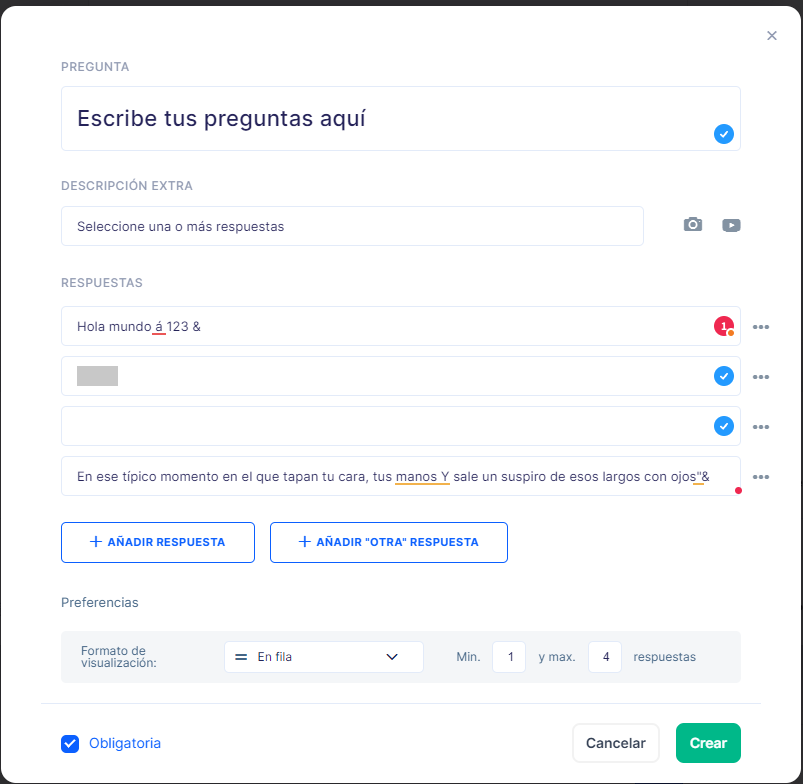 PREGUNTA
Escribe tus preguntas aquí
DESCRIPCIÓN EXTRA
Seleccione una o más respuestas
RESPUESTAS
Hola mundo á 123 &
1
En ese típico momento en el que tapan tu cara, tus manos Y sale un suspiro de esos largos con ojos"&
+ AÑADIR RESPUESTA
+ AÑADIR "OTRA" RESPUESTA
Preferencias
Formato de
visualización:
En fila
Min. 1 y max. 4 respuestas
Obligatoria
Cancelar
Crear